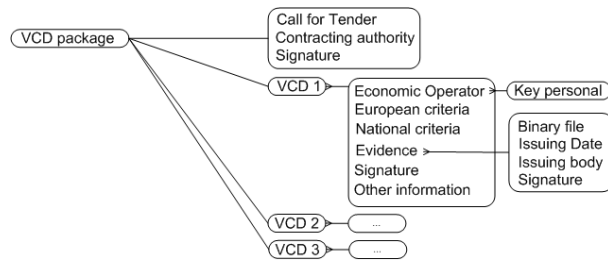 VCD package
Call for Tender
Contracting authority
Signature
VCD 1
Economic Operator
European criteria
National criteria
Evidence
Signature
Other information
Key personal
Binary file
Issuing Date
Issuing body
Signature
VCD 2
...
VCD 3
...